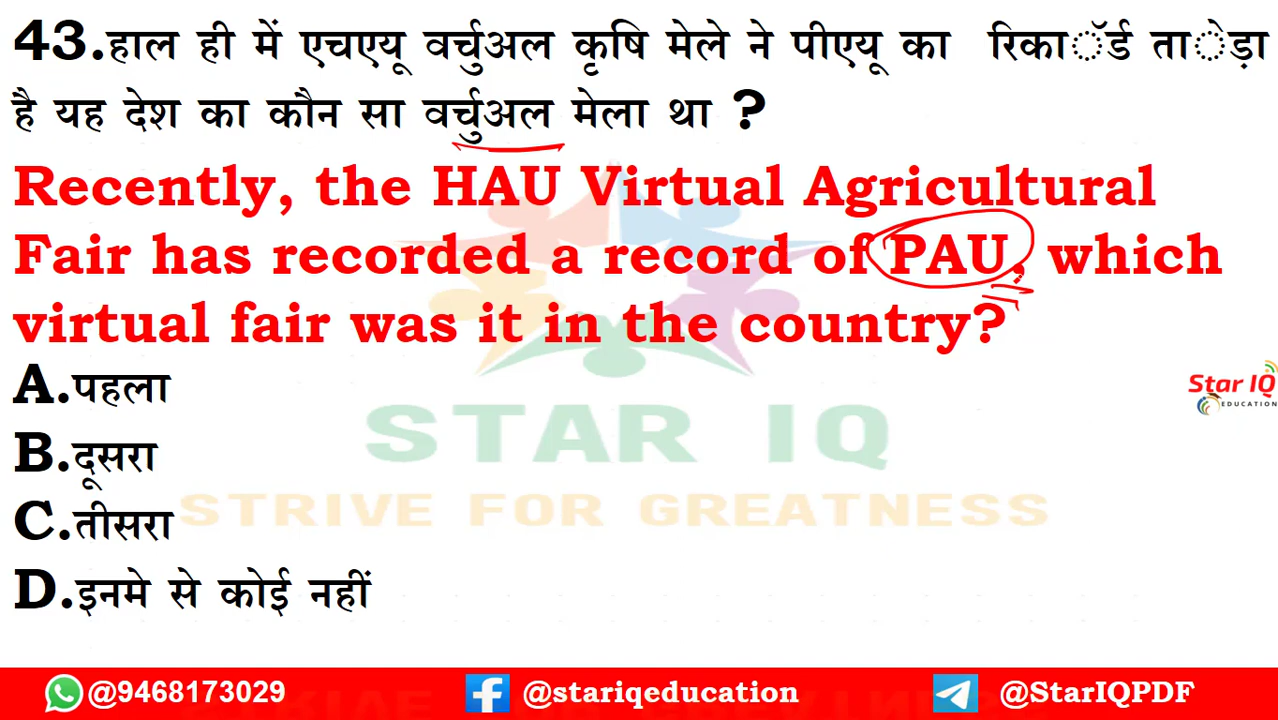 43.हाल ही में एचएयू वर्चुअल कृषि मेले ने पीएयू का रिकाॅर्ड ताेड़ा
है यह देश का कौन सा वर्चुअल मेला था ?
Recently, the HAU Virtual Agricultural
Fair has recorded a record of PAU, which
virtual fair was it in the country?
A.पहला
B.दूसरा
C.तीसरा
D.इनमे से कोई नहीं
Star IQ
EDUCATION
STAR IQ
STRIVE FOR GREATNESS
@9468173029 @stariqeducation @StarIQPDF